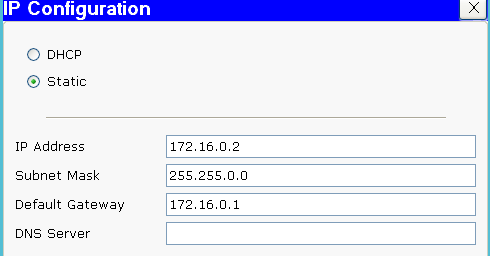 IP Configuration X
DHCP
Static
IP Address 172.16.0.2
Subnet Mask 255.255.0.0
Default Gateway 172.16.0.1
DNS Server